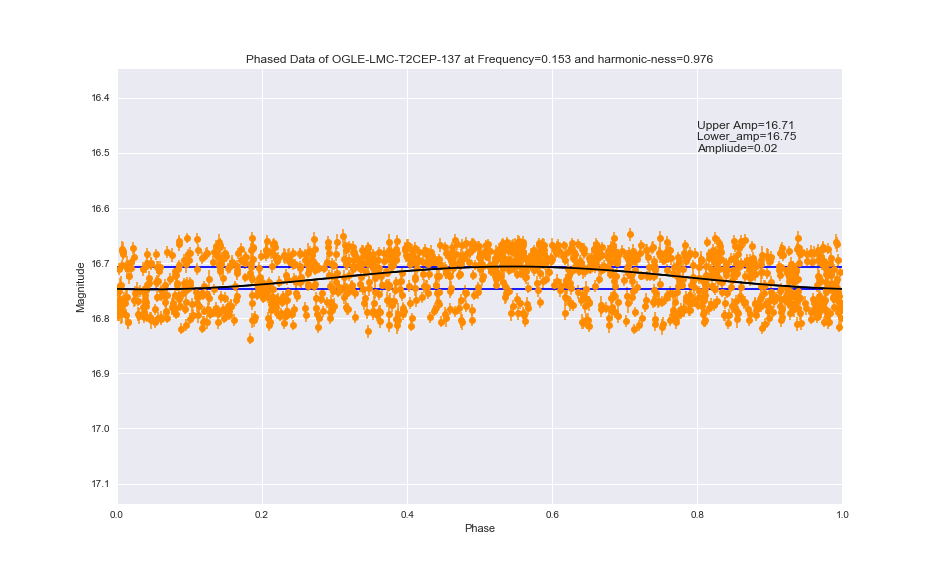 Phased Data of OGLE-LMC-T2CEP-137 at Frequency=0.153 and harmonic-ness=0.976
16.4
Upper Amp=16.71
Lower_amp=16.75
Ampliude=0.02
16.5
16.6
16.7
Magnitude
16.8
16.9
17.0
17.1
0.0 0.2 0.4 0.6 0.8 1.0
Phase